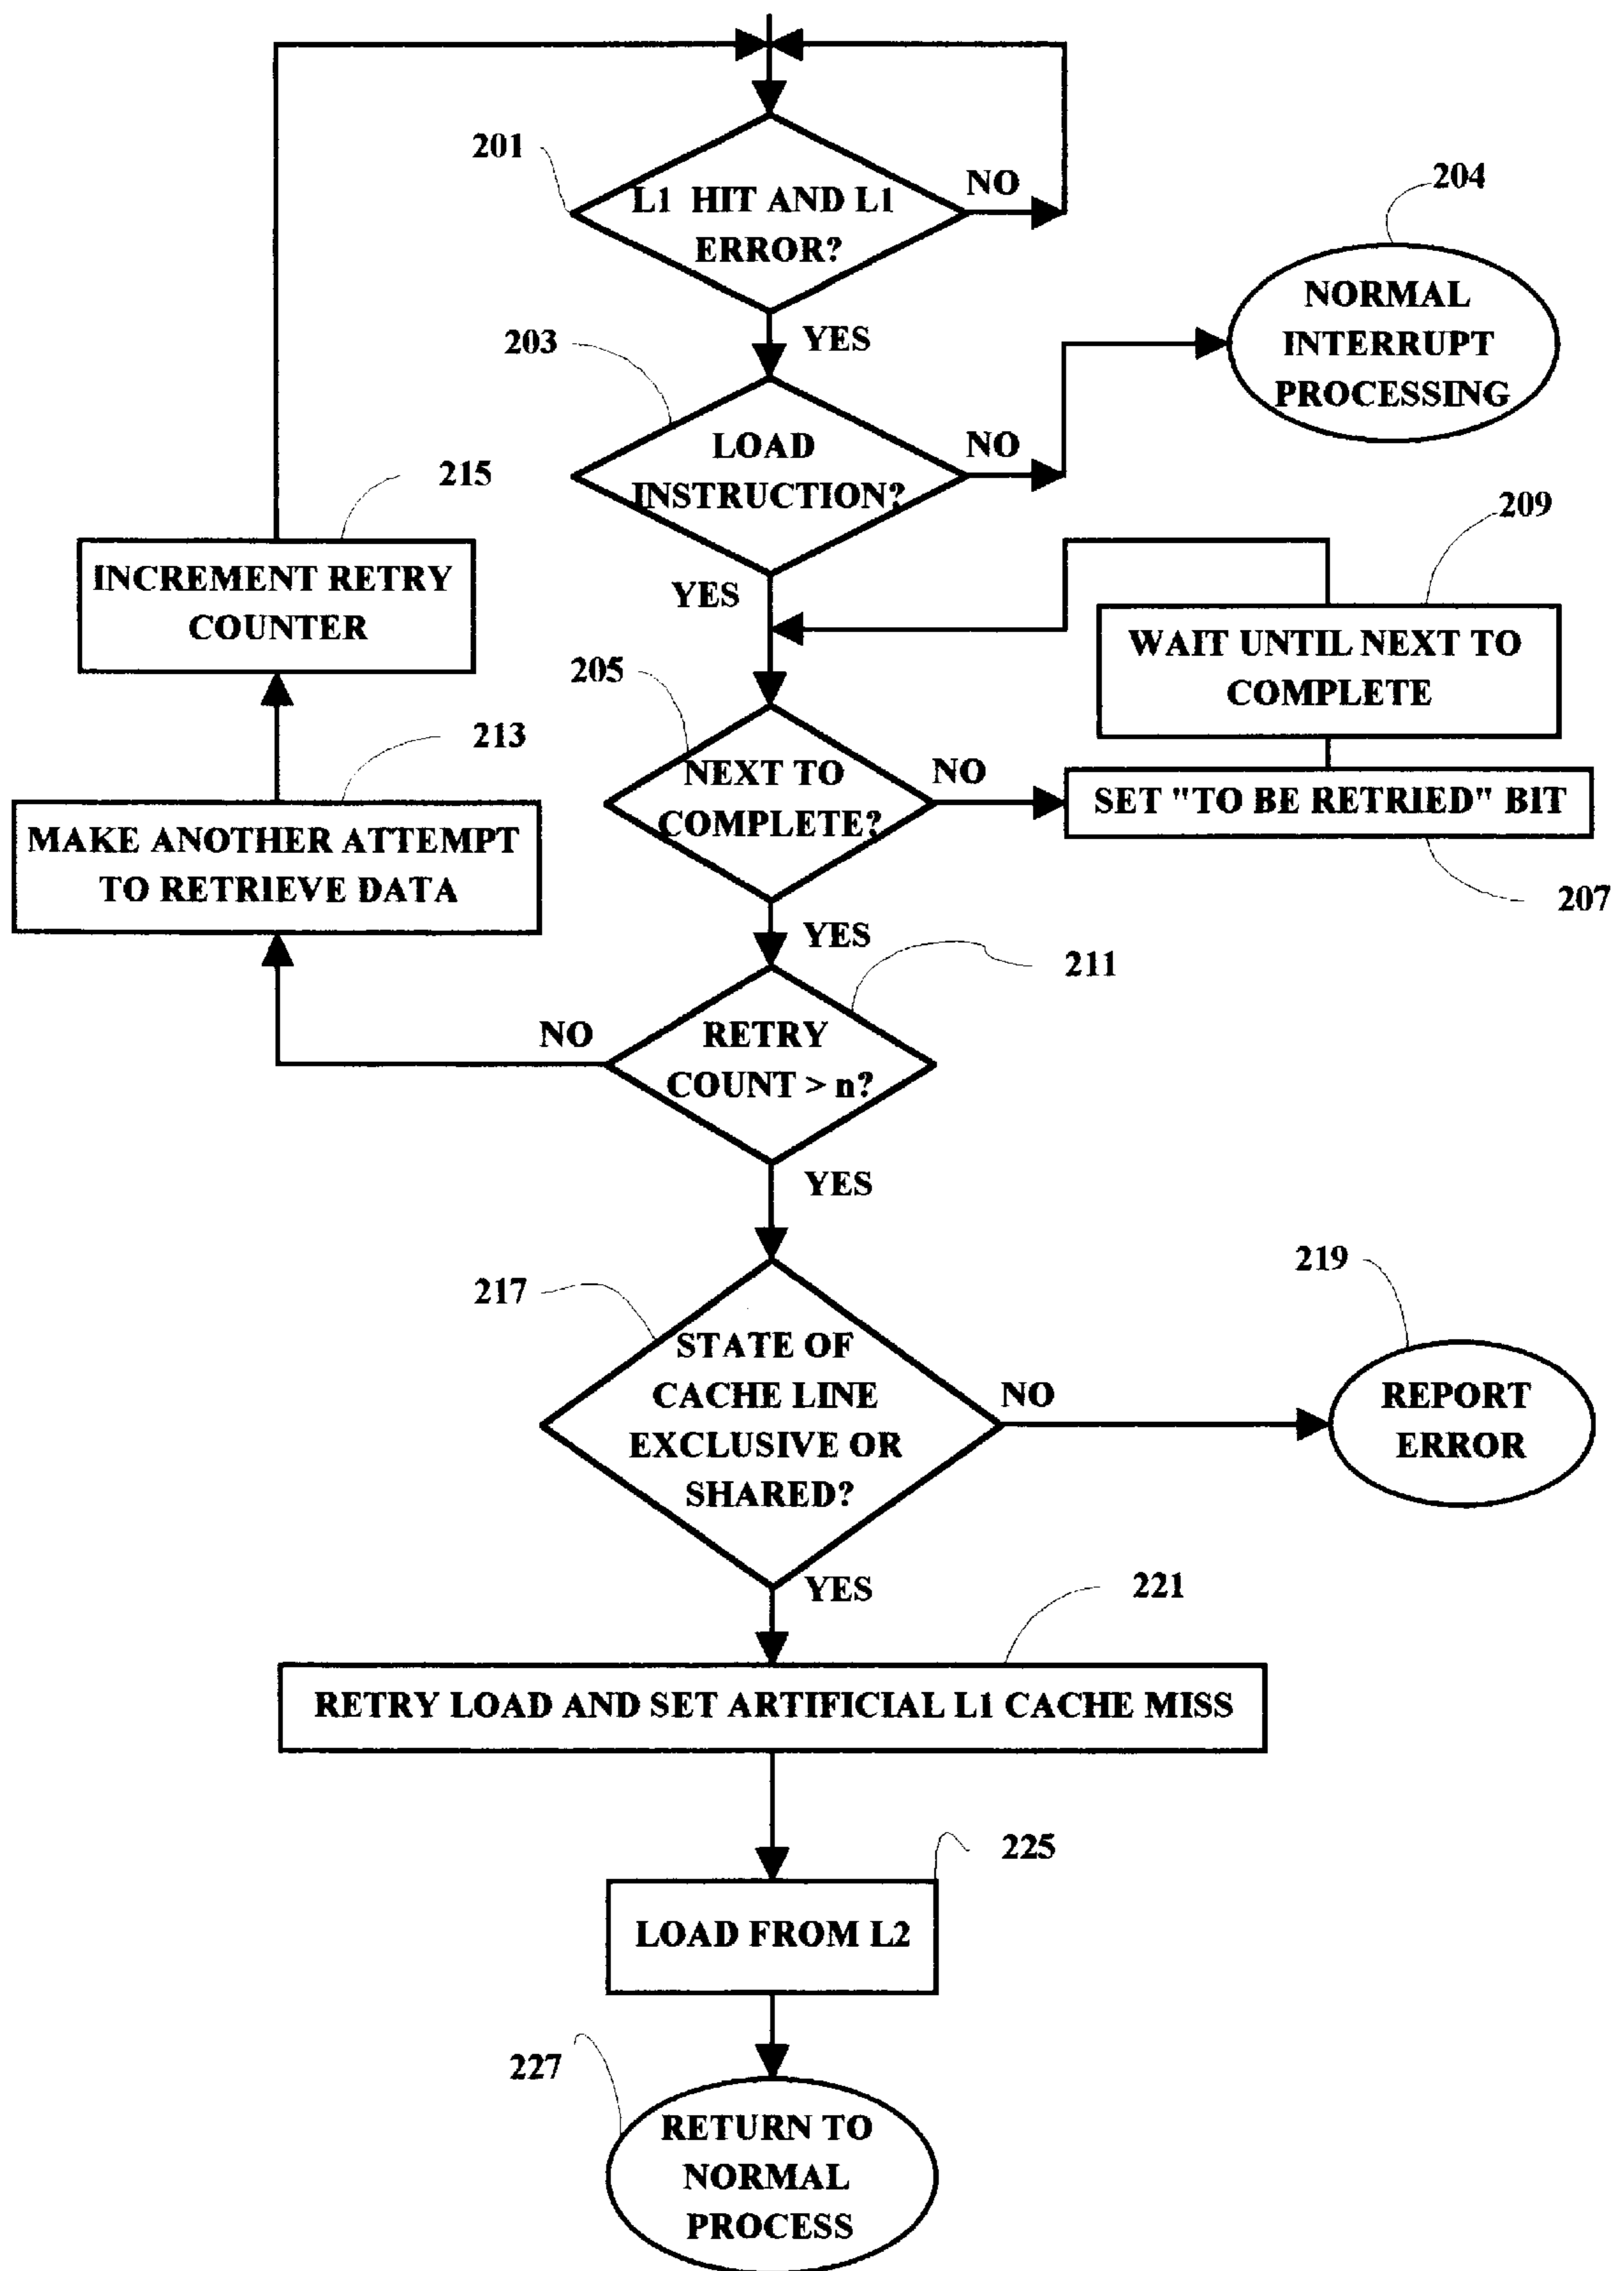 201
L1 HIT AND L1
ERROR?
NO
204
NORMAL
INTERRUPT
PROCESSING
YES
203
LOAD
INSTRUCTION?
NO
215
INCREMENT RETRY
COUNTER
YES
209
WAIT UNTIL NEXT TO
COMPLETE
205
NEXT TO
COMPLETE?
NO
SET "TO BE RETRIED" BIT
207
213
MAKE ANOTHER ATTEMPT
TO RETRIEVE DATA
YES
211
NO
RETRY
COUNT > n?
YES
217
STATE OF
CACHE LINE
EXCLUSIVE OR
SHARED?
NO
219
REPORT
ERROR
YES
221
RETRY LOAD AND SET ARTIFICIAL L1 CACHE MISS
225
LOAD FROM L2
227
RETURN TO
NORMAL
PROCESS